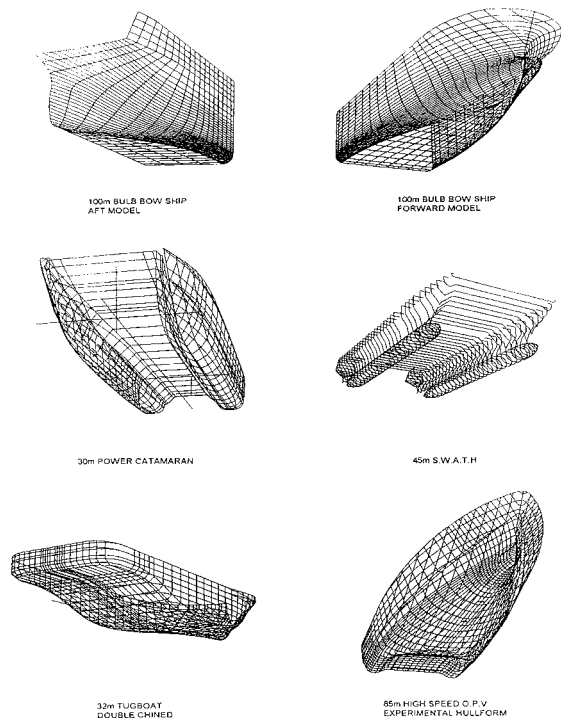 100m BULB BOW SHIP
AFT MODEL
100m BULB BOW SHIP
FORWARD MODEL
30m POWER CATAMARAN
45m S.W.A.T.H
32m TUGBOAT
DOUBLE CHINED
85m HIGH SPEED O.P.V
EXPERIMENTAL HULLFORM